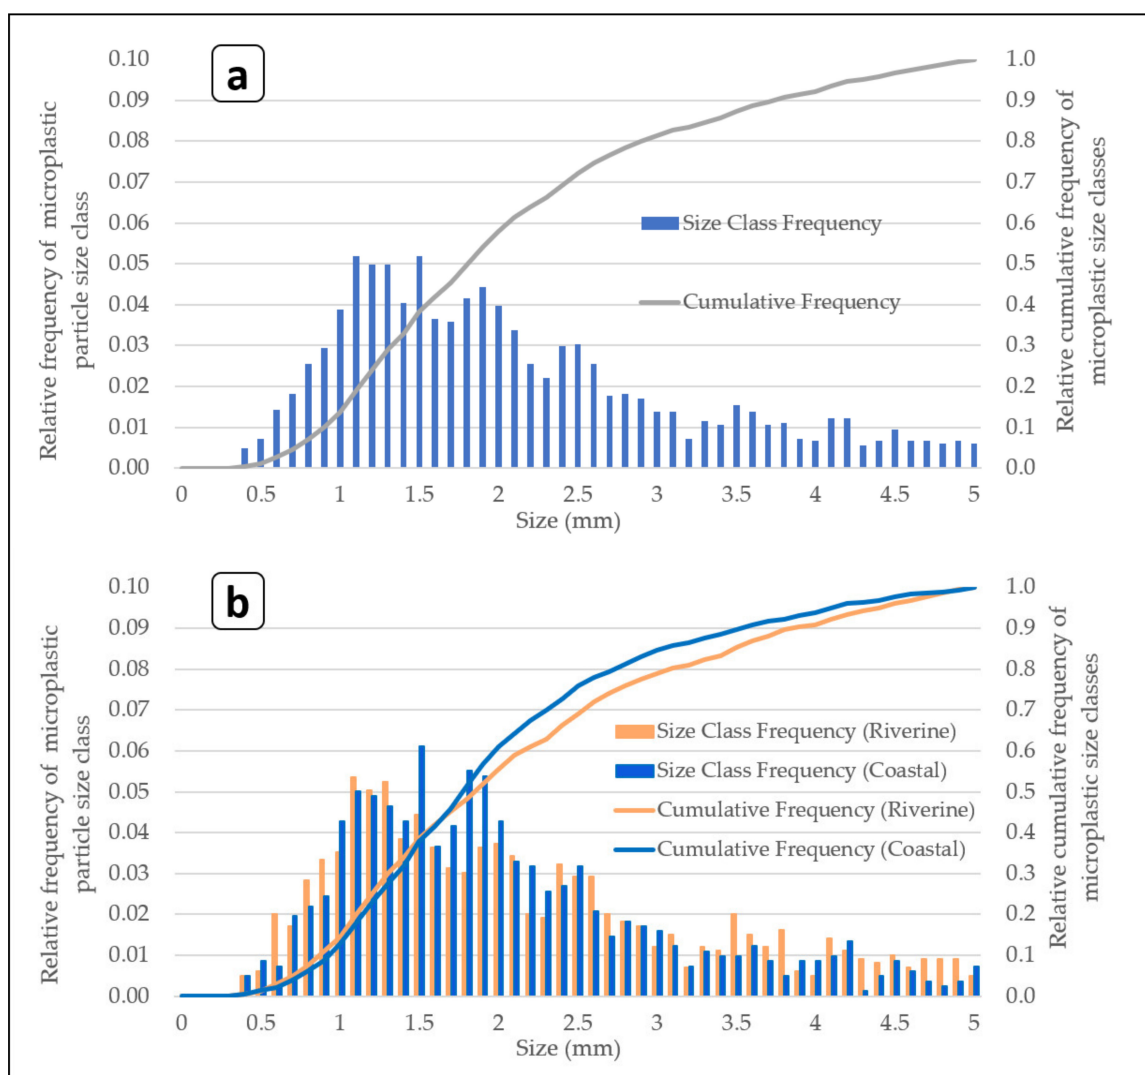 a
Relative frequency of microplastic
particle size class
0.10
0.09
0.08
0.07
0.06
0.05
0.04
0.03
0.02
0.01
0.00
Size Class Frequency
Cumulative Frequency
1.0
0.9
0.8
0.7
0.6
0.5
0.4
0.3
0.2
0.1
0.0
Relative cumulative frequency of
microplastic size classes
0 0.5 1 1.5 2 2.5 3 3.5 4 4.5 5
Size (mm)
b
Relative frequency of microplastic
particle size class
0.10
0.09
0.08
0.07
0.06
0.05
0.04
0.03
0.02
0.01
0.00
Size Class Frequency (Riverine)
Size Class Frequency (Coastal)
Cumulative Frequency (Riverine)
Cumulative Frequency (Coastal)
1.0
0.9
0.8
0.7
0.6
0.5
0.4
0.3
0.2
0.1
0.0
Relative cumulative frequency of
microplastic size classes
0 0.5 1 1.5 2 2.5 3 3.5 4 4.5 5
Size (mm)